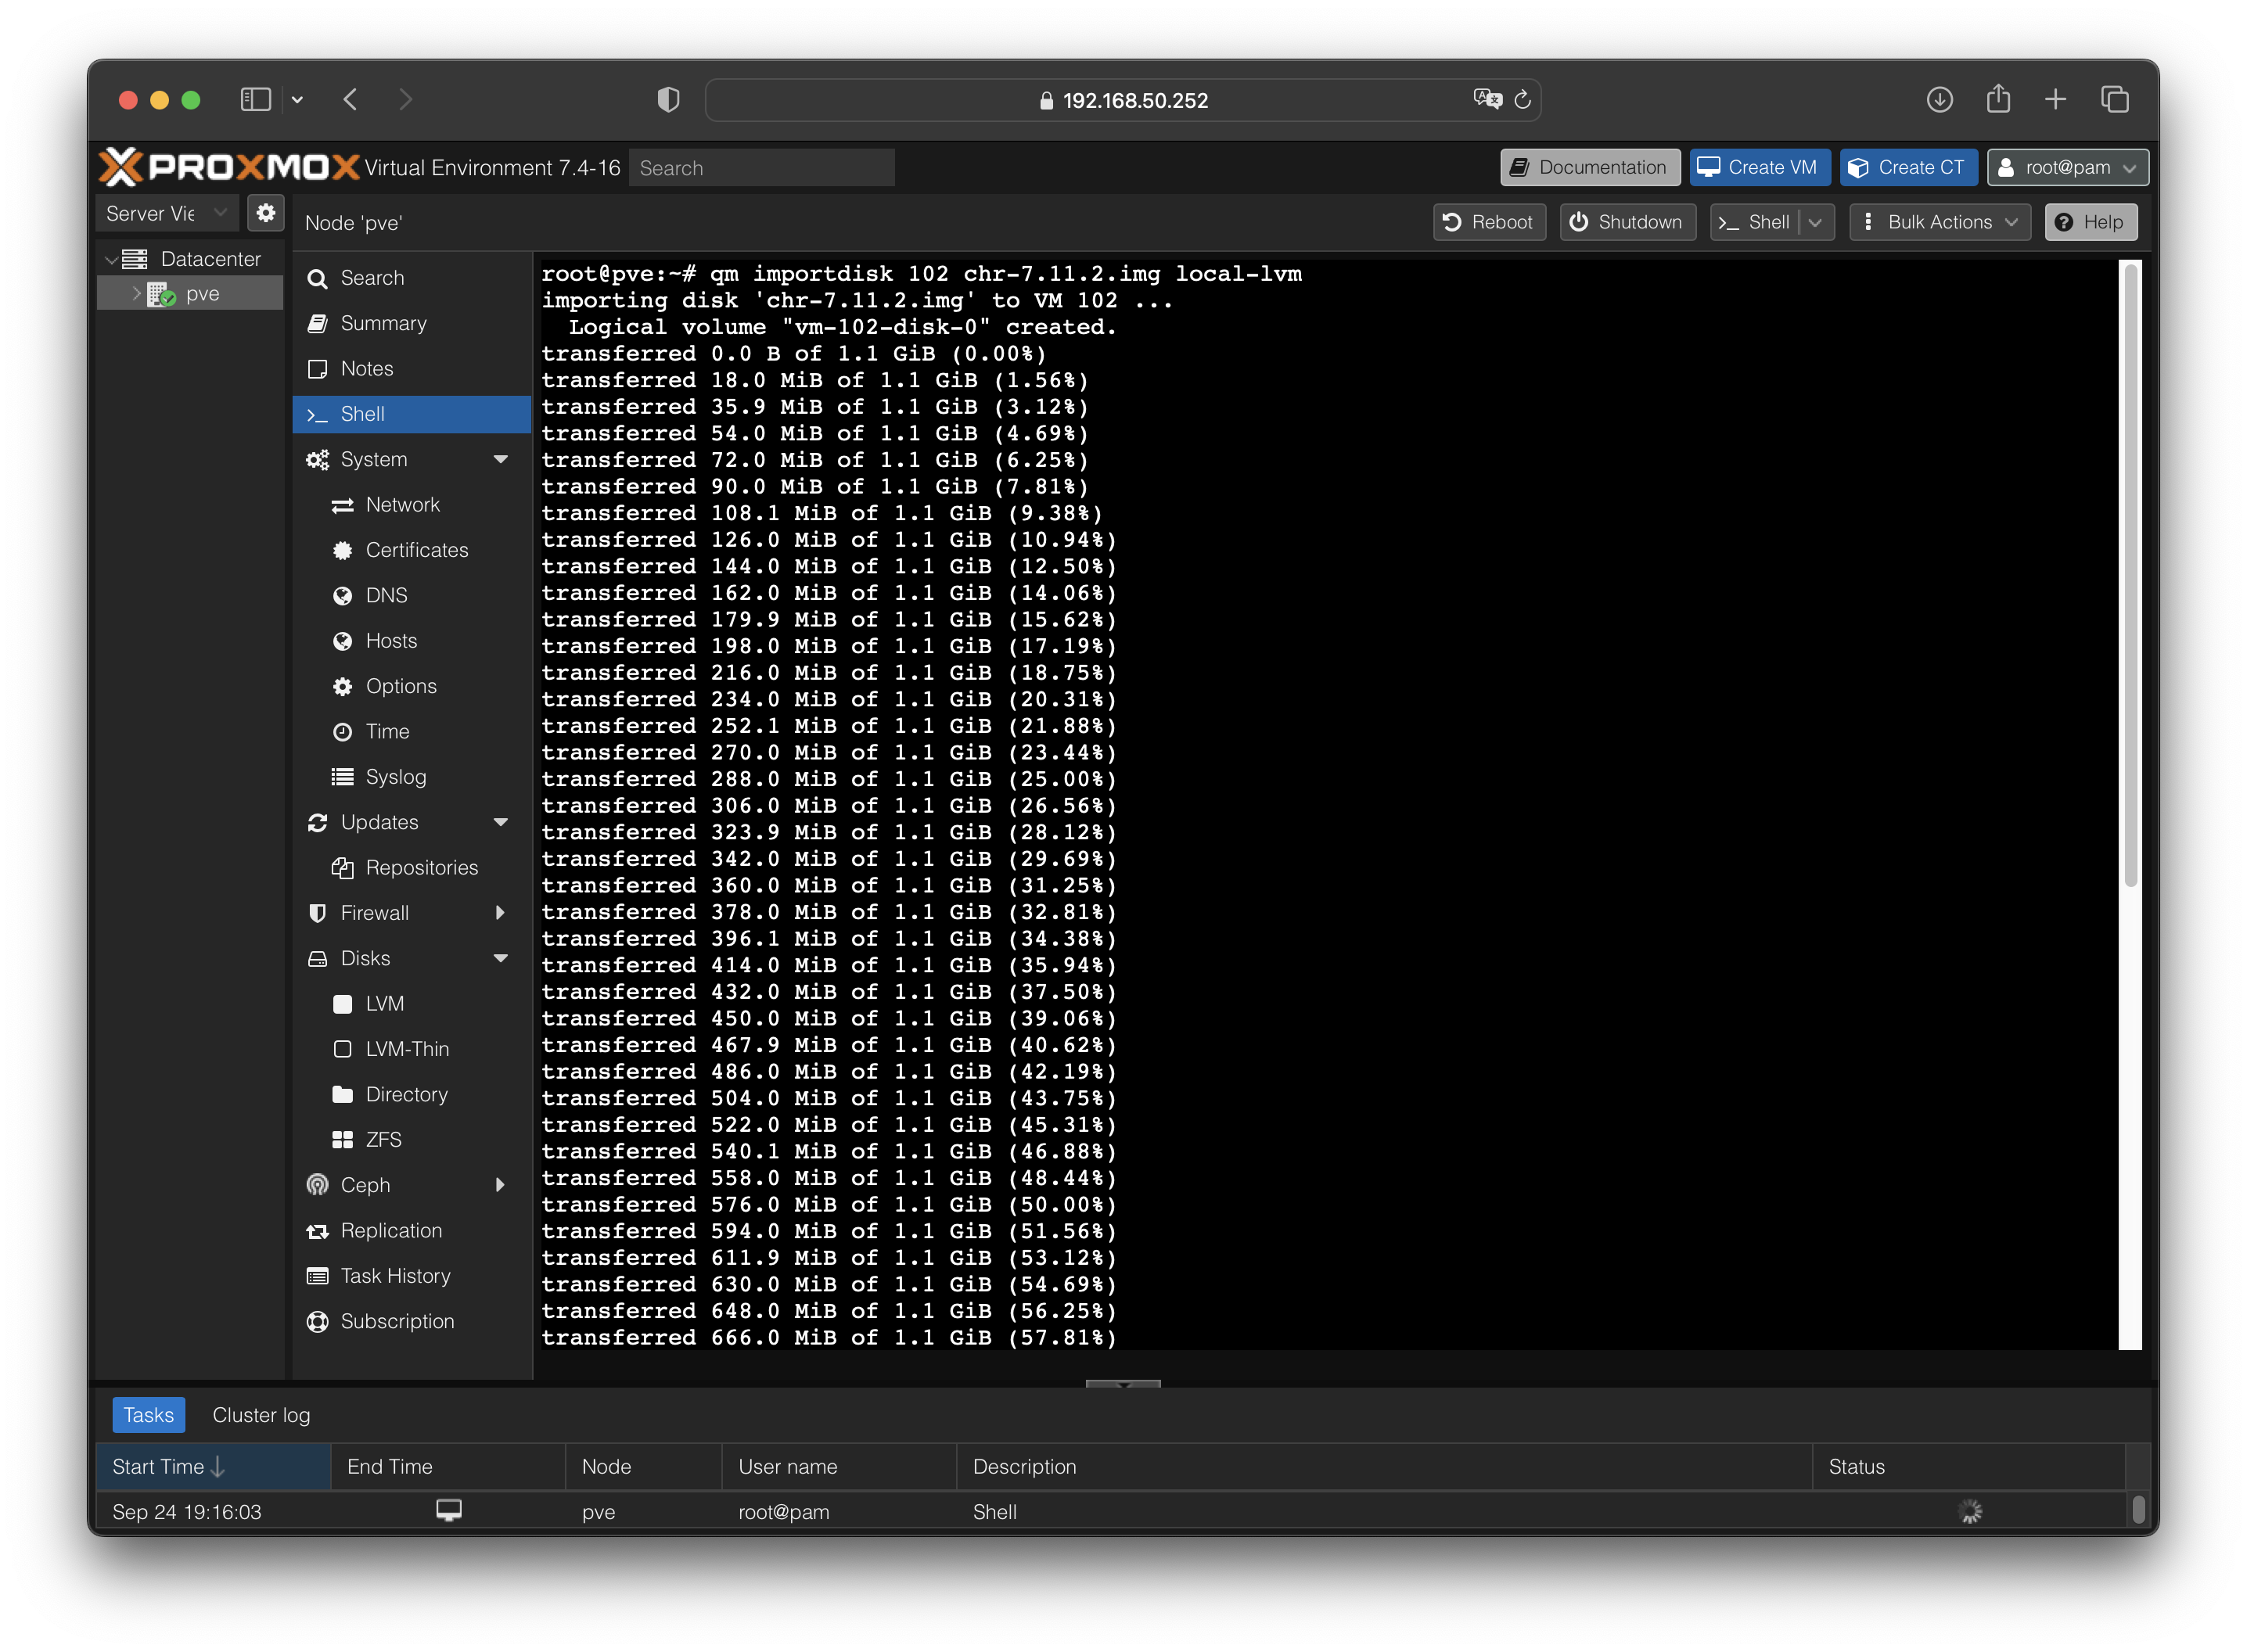 192.168.50.252
PROXMOX Virtual Environment 7.4-16 Search Documentation Create VM Create CT root@pam
Server Vie
Node 'pve' Reboot Shutdown Shell Bulk Actions Help
Datacenter
pve
Search
Summary
Notes
Shell
System
Network
Certificates
DNS
Hosts
Options
Time
Syslog
Updates
Repositories
Firewall
Disks
LVM
LVM-Thin
Directory
ZFS
Ceph
Replication
Task History
Subscription
root@pve:~# qm importdisk 102 chr-7.11.2.img local-lvm
importing disk 'chr-7.11.2.img' to VM 102 ...
  Logical volume "vm-102-disk-0" created.
transferred 0.0 B of 1.1 GiB (0.00%)
transferred 18.0 MiB of 1.1 GiB (1.56%)
transferred 35.9 MiB of 1.1 GiB (3.12%)
transferred 54.0 MiB of 1.1 GiB (4.69%)
transferred 72.0 MiB of 1.1 GiB (6.25%)
transferred 90.0 MiB of 1.1 GiB (7.81%)
transferred 108.1 MiB of 1.1 GiB (9.38%)
transferred 126.0 MiB of 1.1 GiB (10.94%)
transferred 144.0 MiB of 1.1 GiB (12.50%)
transferred 162.0 MiB of 1.1 GiB (14.06%)
transferred 179.9 MiB of 1.1 GiB (15.62%)
transferred 198.0 MiB of 1.1 GiB (17.19%)
transferred 216.0 MiB of 1.1 GiB (18.75%)
transferred 234.0 MiB of 1.1 GiB (20.31%)
transferred 252.1 MiB of 1.1 GiB (21.88%)
transferred 270.0 MiB of 1.1 GiB (23.44%)
transferred 288.0 MiB of 1.1 GiB (25.00%)
transferred 306.0 MiB of 1.1 GiB (26.56%)
transferred 323.9 MiB of 1.1 GiB (28.12%)
transferred 342.0 MiB of 1.1 GiB (29.69%)
transferred 360.0 MiB of 1.1 GiB (31.25%)
transferred 378.0 MiB of 1.1 GiB (32.81%)
transferred 396.1 MiB of 1.1 GiB (34.38%)
transferred 414.0 MiB of 1.1 GiB (35.94%)
transferred 432.0 MiB of 1.1 GiB (37.50%)
transferred 450.0 MiB of 1.1 GiB (39.06%)
transferred 467.9 MiB of 1.1 GiB (40.62%)
transferred 486.0 MiB of 1.1 GiB (42.19%)
transferred 504.0 MiB of 1.1 GiB (43.75%)
transferred 522.0 MiB of 1.1 GiB (45.31%)
transferred 540.1 MiB of 1.1 GiB (46.88%)
transferred 558.0 MiB of 1.1 GiB (48.44%)
transferred 576.0 MiB of 1.1 GiB (50.00%)
transferred 594.0 MiB of 1.1 GiB (51.56%)
transferred 611.9 MiB of 1.1 GiB (53.12%)
transferred 630.0 MiB of 1.1 GiB (54.69%)
transferred 648.0 MiB of 1.1 GiB (56.25%)
transferred 666.0 MiB of 1.1 GiB (57.81%)
Tasks Cluster log
Start Time End Time Node User name Description Status
Sep 24 19:16:03 pve root@pam Shell